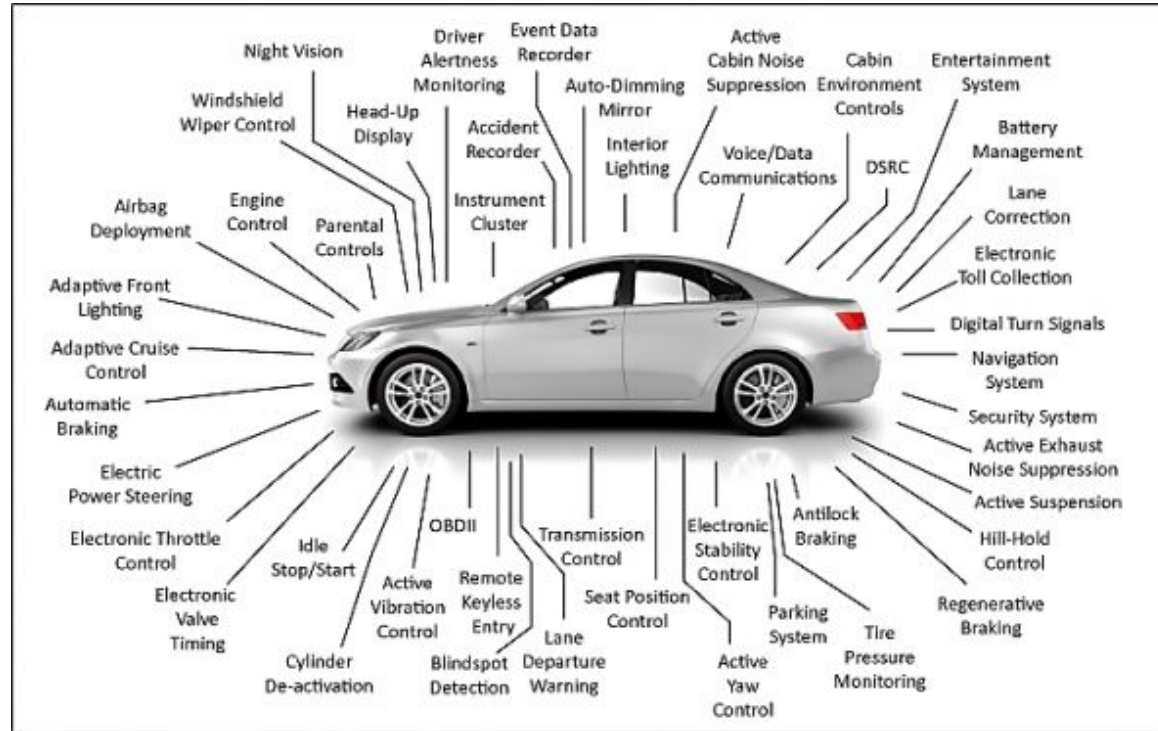 Night Vision
Windshield
Wiper Control
Driver
Alertness
Monitoring
Head-Up
Display
Event Data
Recorder
Accident
Recorder
Auto-Dimming
Mirror
Active
Cabin Noise
Suppression
Interior
Lighting
Cabin
Environment
Controls
Voice/Data
Communications
DSRC
Entertainment
System
Battery
Management
Lane
Correction
Electronic
Toll Collection
Digital Turn Signals
Navigation
System
Security System
Active Exhaust
Noise Suppression
Active Suspension
Hill-Hold
Control
Regenerative
Braking
Airbag
Deployment
Engine
Control
Parental
Controls
Instrument
Cluster
Adaptive Front
Lighting
Adaptive Cruise
Control
Automatic
Braking
Electric
Power Steering
Electronic Throttle
Control
Electronic
Valve
Timing
Idle
Stop/Start
Cylinder
De-activation
Active
Vibration
Control
OBDII
Remote
Keyless
Entry
Blindspot
Detection
Lane
Departure
Warning
Transmission
Control
Seat Position
Control
Active
Yaw
Control
Electronic
Stability
Control
Parking
System
Antilock
Braking
Tire
Pressure
Monitoring